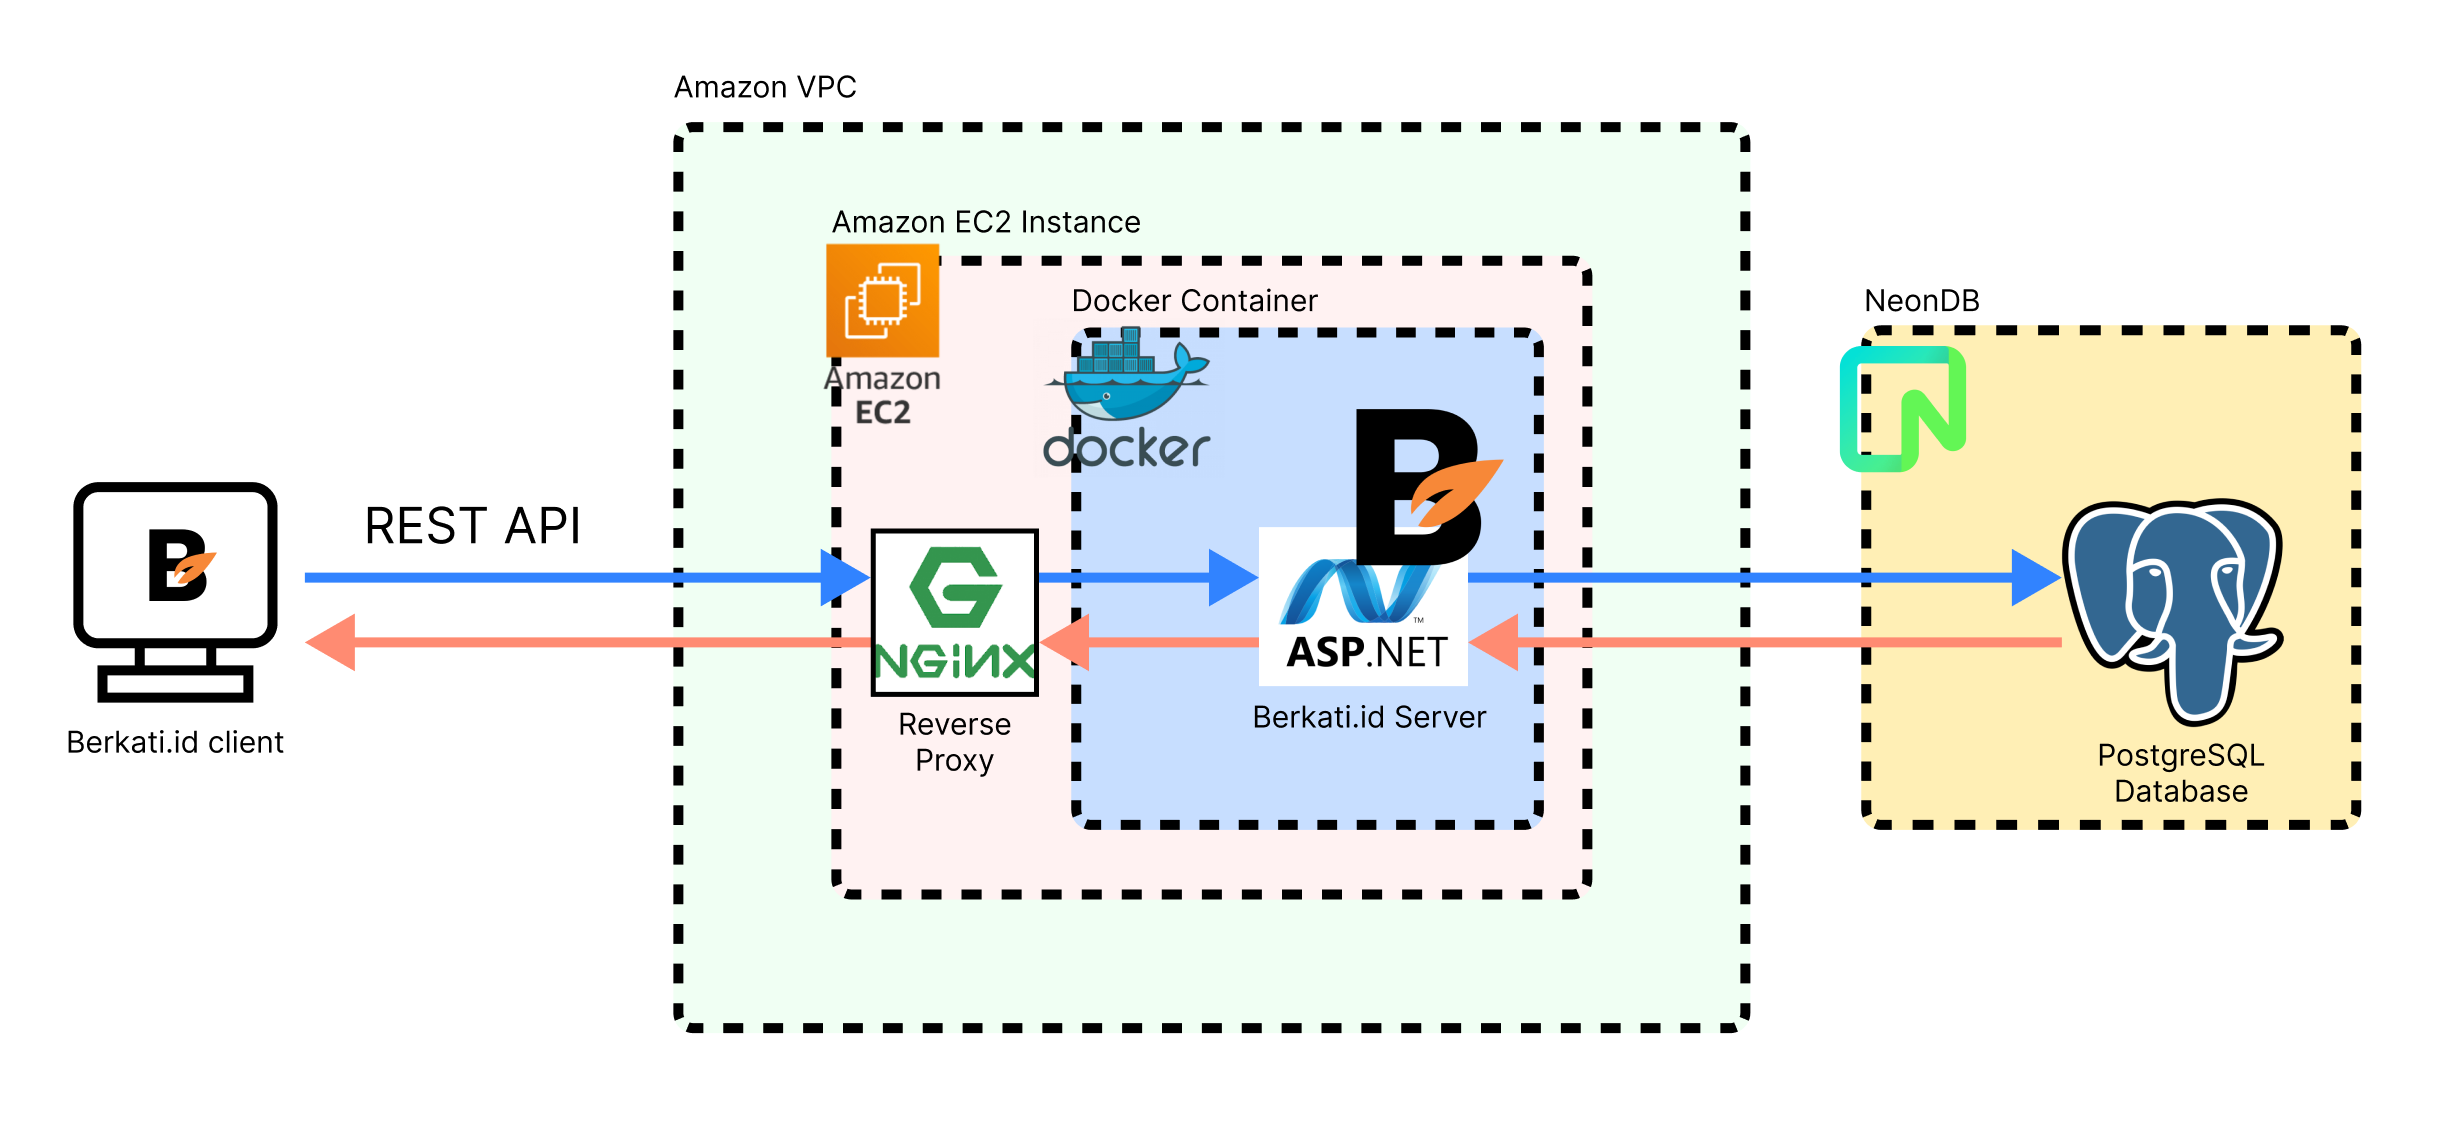 Amazon VPC
Amazon EC2 Instance
Amazon
EC2
Docker Container
docker
NeonDB
REST API
B
B
NGINX
ASP.NET
TM
Berkati.id client
Reverse
Proxy
Berkati.id Server
PostgreSQL
Database